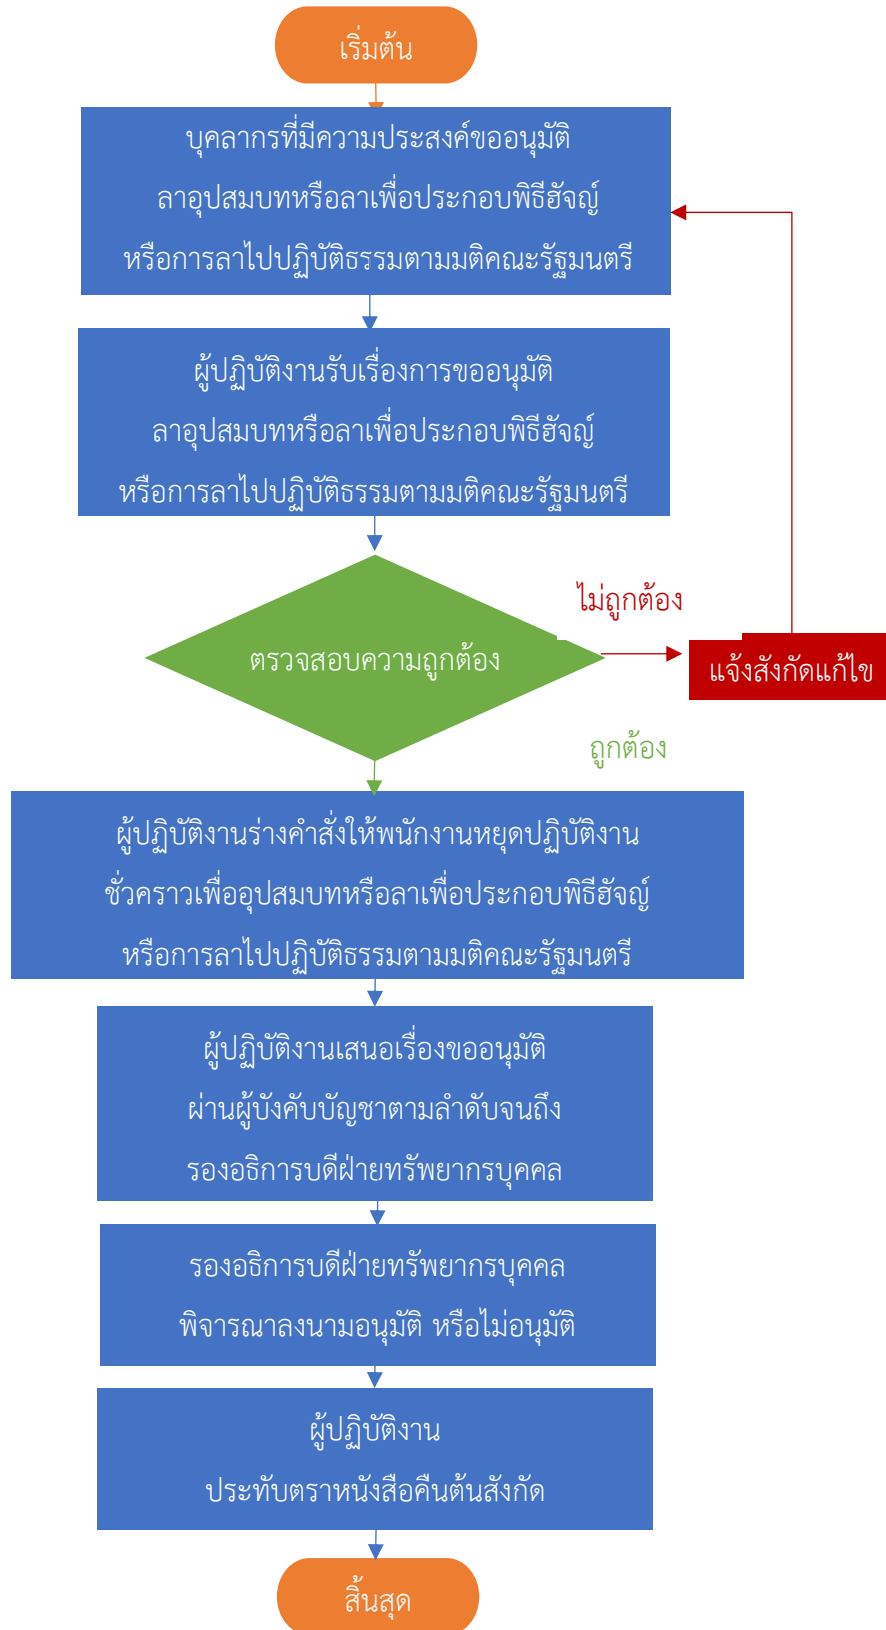 เริ่มต้น
บุคลากรที่มีความประสงค์ขออนุมัติ
ลาอุปสมบทหรือลาเพื่อประกอบพิธีฮัจญ์
หรือการลาไปปฏิบัติธรรมตามมติคณะรัฐมนตรี
ผู้ปฏิบัติงานรับเรื่องการขออนุมัติ
ลาอุปสมบทหรือลาเพื่อประกอบพิธีฮัจญ์
หรือการลาไปปฏิบัติธรรมตามมติคณะรัฐมนตรี
ไม่ถูกต้อง
ตรวจสอบความถูกต้อง
แจ้งสังกัดแก้ไข
ถูกต้อง
ผู้ปฏิบัติงานร่างคำสั่งให้พนักงานหยุดปฏิบัติงาน
ชั่วคราวเพื่ออุปสมบทหรือลาเพื่อประกอบพิธีฮัจญ์
หรือการลาไปปฏิบัติธรรมตามมติคณะรัฐมนตรี
ผู้ปฏิบัติงานเสนอเรื่องขออนุมัติ
ผ่านผู้บังคับบัญชาตามลำดับจนถึง
รองอธิการบดีฝ่ายทรัพยากรบุคคล
รองอธิการบดีฝ่ายทรัพยากรบุคคล
พิจารณาลงนามอนุมัติ หรือไม่อนุมัติ
ผู้ปฏิบัติงาน
ประทับตราหนังสือคืนต้นสังกัด
สิ้นสุด